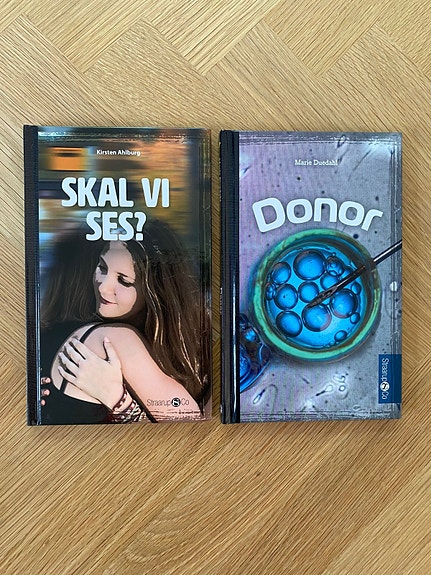 Kirsten Ahlburg
SKAL VI
SES?
Straarup & Co
Marie Duedahl
Donor
Straarup & Co